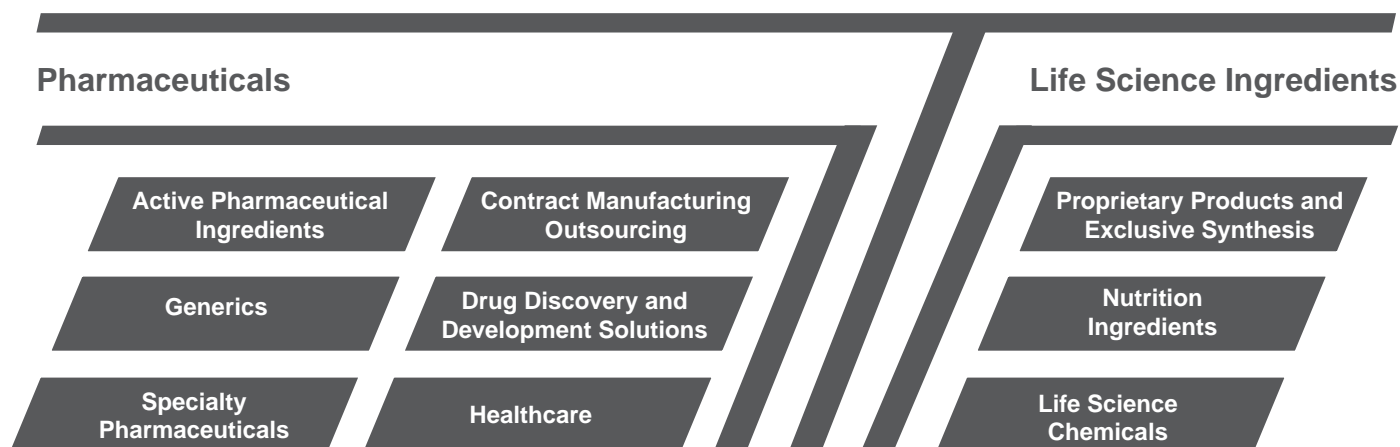 Pharmaceuticals
Life Science Ingredients
Active Pharmaceutical
Ingredients
Contract Manufacturing
Outsourcing
Generics
Drug Discovery and
Development Solutions
Specialty
Pharmaceuticals
Healthcare
Proprietary Products and
Exclusive Synthesis
Nutrition
Ingredients
Life Science
Chemicals